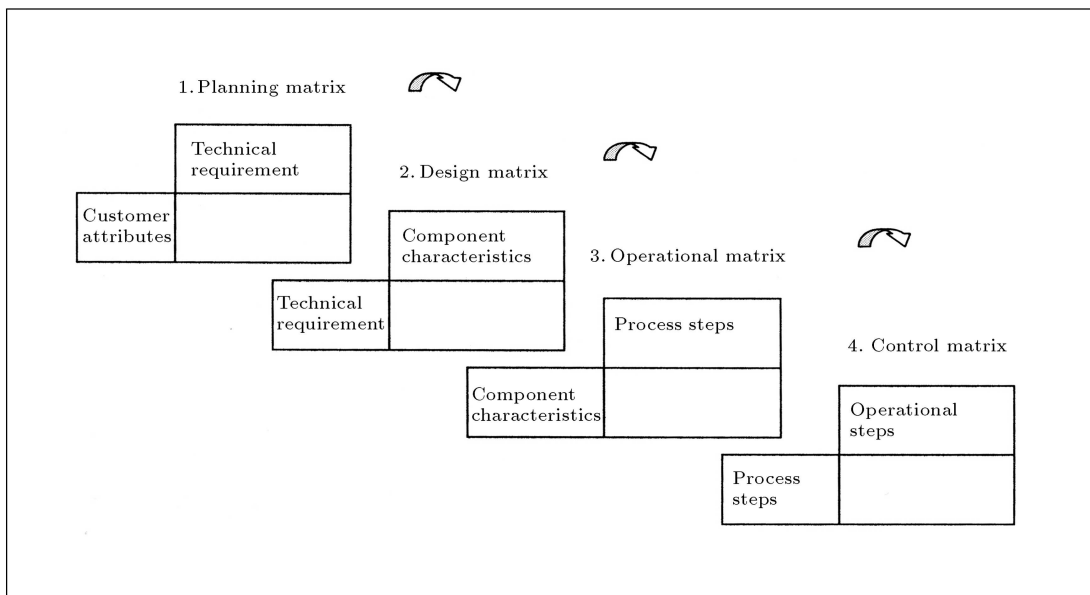 1. Planning matrix
Technical
requirement
Customer
attributes
2. Design matrix
Component
characteristics
Technical
requirement
3. Operational matrix
Process steps
Component
characteristics
4. Control matrix
Operational
steps
Process
steps